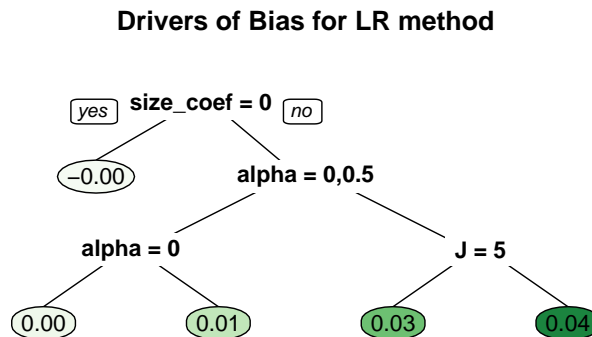 Drivers of Bias for LR method
yes size_coef = 0 no
−0.00 alpha = 0,0.5
alpha = 0 J = 5
0.00 0.01 0.03 0.04